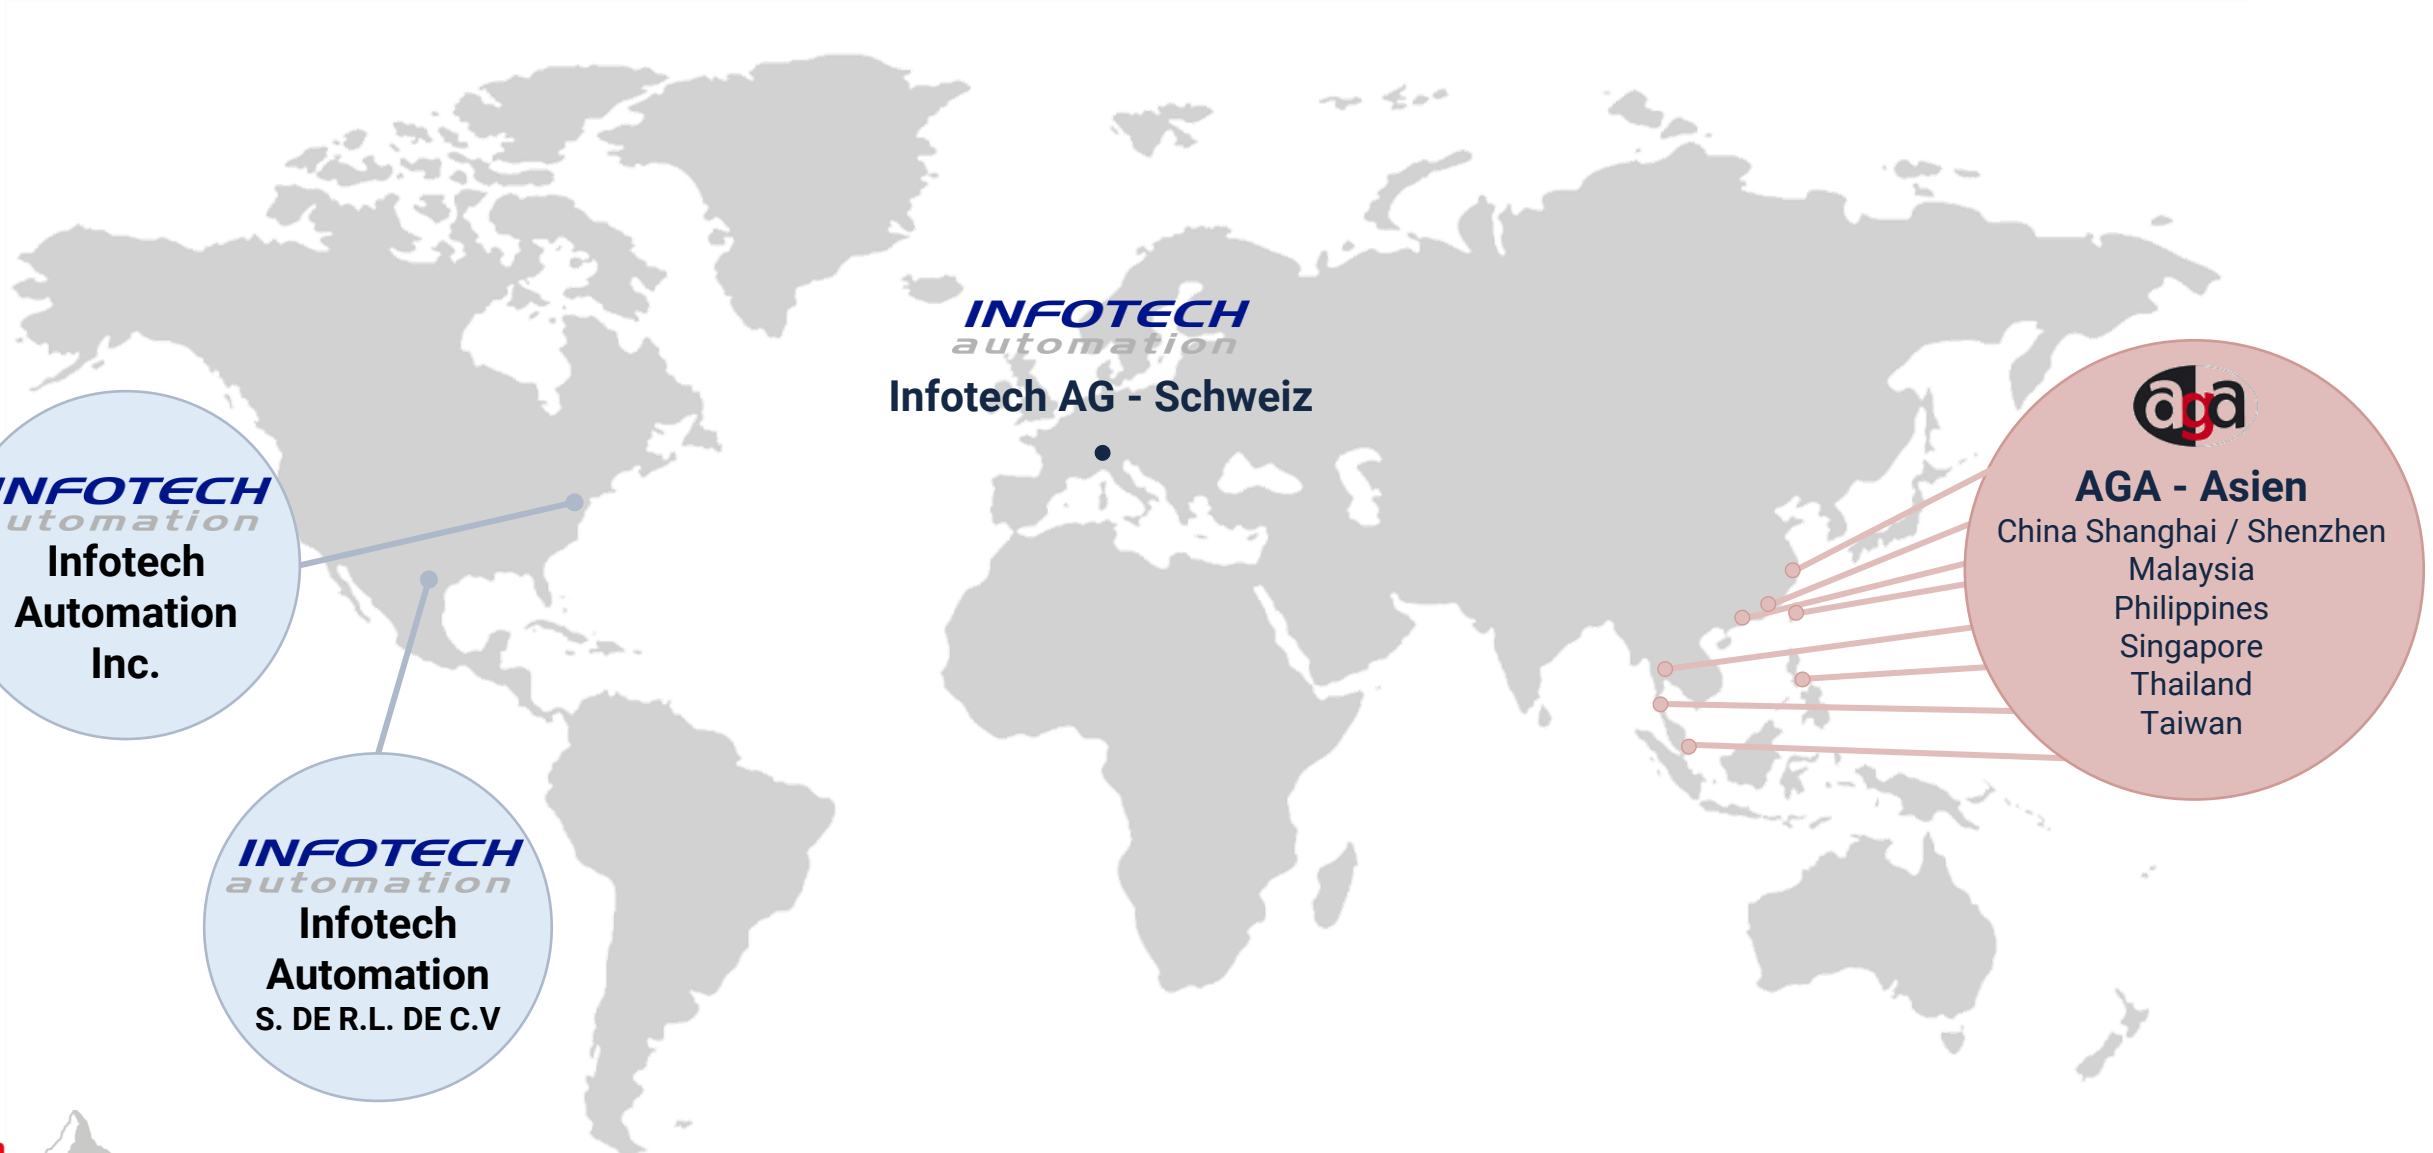 INFOTECH
automation
Infotech AG - Schweiz
NFOTECH
utomation
Infotech
Automation
Inc.
INFOTECH
automation
Infotech
Automation
S. DE R.L. DE C.V
aga
AGA - Asien
China Shanghai / Shenzhen
Malaysia
Philippines
Singapore
Thailand
Taiwan